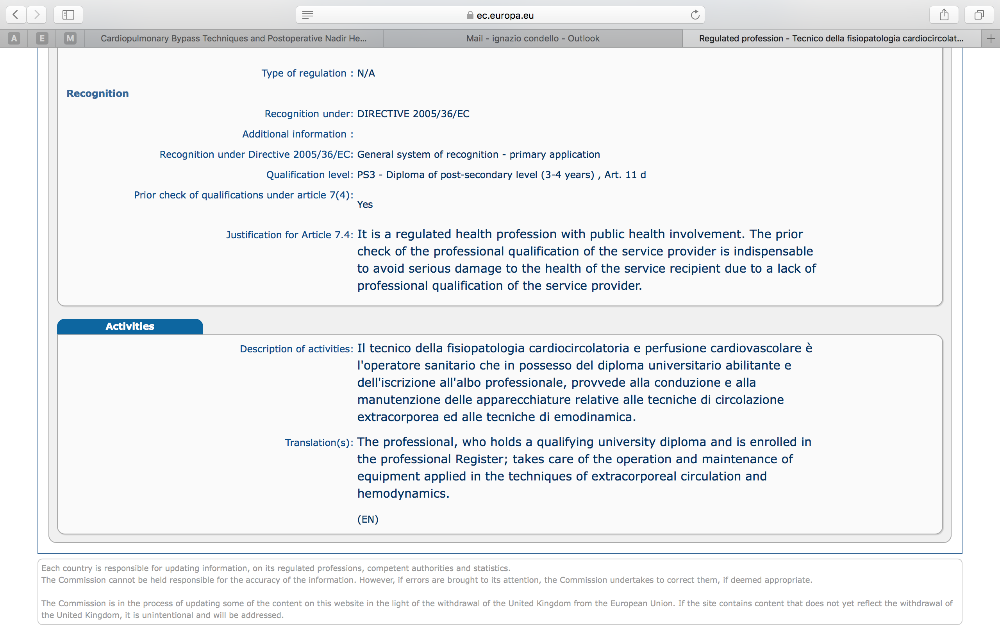 ec.europa.eu
A E M Cardiopulmonary Bypass Techniques and Postoperative Nadir He... Mail - ignazio condello - Outlook Regulated profession - Tecnico della fisiopatologia cardiocircolat...
Type of regulation : N/A
Recognition
Recognition under: DIRECTIVE 2005/36/EC
Additional information :
Recognition under Directive 2005/36/EC: General system of recognition - primary application
Qualification level: PS3 - Diploma of post-secondary level (3-4 years) , Art. 11 d
Prior check of qualifications under article 7(4):
Yes
Justification for Article 7.4: It is a regulated health profession with public health involvement. The prior
check of the professional qualification of the service provider is indispensable
to avoid serious damage to the health of the service recipient due to a lack of
professional qualification of the service provider.
Activities
Description of activities: Il tecnico della fisiopatologia cardiocircolatoria e perfusione cardiovascolare è
l'operatore sanitario che in possesso del diploma universitario abilitante e
dell'iscrizione all'albo professionale, provvede alla conduzione e alla
manutenzione delle apparecchiature relative alle tecniche di circolazione
extracorporea ed alle tecniche di emodinamica.
Translation(s): The professional, who holds a qualifying university diploma and is enrolled in
the professional Register; takes care of the operation and maintenance of
equipment applied in the techniques of extracorporeal circulation and
hemodynamics.
(EN)
Each country is responsible for updating information, on its regulated professions, competent authorities and statistics.
The Commission cannot be held responsible for the accuracy of the information. However, if errors are brought to its attention, the Commission undertakes to correct them, if deemed appropriate.
The Commission is in the process of updating some of the content on this website in the light of the withdrawal of the United Kingdom from the European Union. If the site contains content that does not yet reflect the withdrawal of
the United Kingdom, it is unintentional and will be addressed.